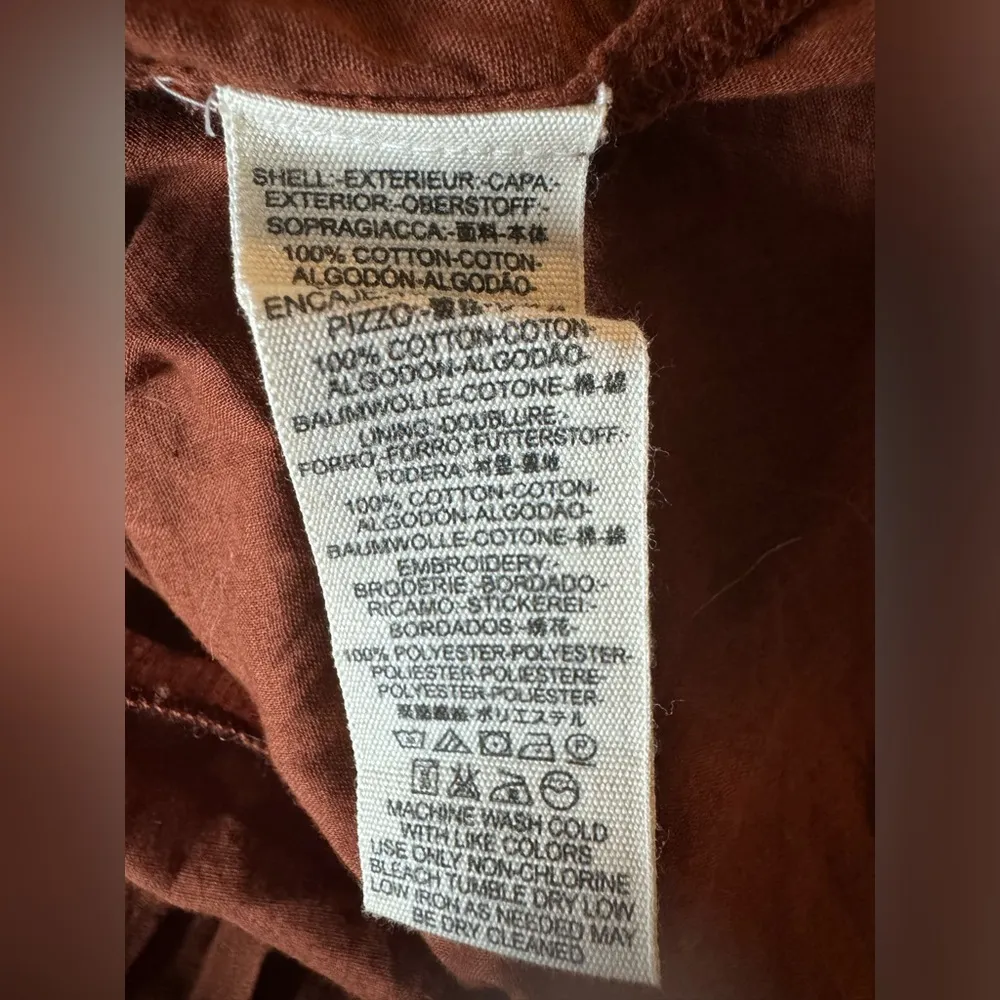 SHELL:-EXTERIEUR:-CAPA:-
EXTERIOR:-OBERSTOFF:-
SOPRAGIACCA:-面料-本体
100% COTTON-COTON-
ALGODÓN-ALGODÃO-
ENCAJE
PIZZO:-
100% COTTON-COTON-
ALGODÓN-ALGODÃO-
BAUMWOLLE-COTONE-棉-綿
LINING:-DOUBLURE:-
FORRO, FORRO:-FUTTERSTOFF:-
FODERA:-衬垫-裏地
100% COTTON-COTON-
ALGODÓN-ALGODÃO-
BAUMWOLLE-COTONE-棉-綿
EMBROIDERY:-
BRODERIE:-BORDADO:-
RICAMO:-STICKEREI:-
BORDADOS:-绣花-
100% POLYESTER-POLYESTER-
POLIÉSTER-POLIESTERE
POLYESTER-POLIÉSTER-
ポリエステル
MACHINE WASH COLD
WITH LIKE COLORS
USE ONLY NON-CHLORINE
BLEACH TUMBLE DRY LOW
LOW IRON AS NEEDED MAY
BE DRY CLEANED